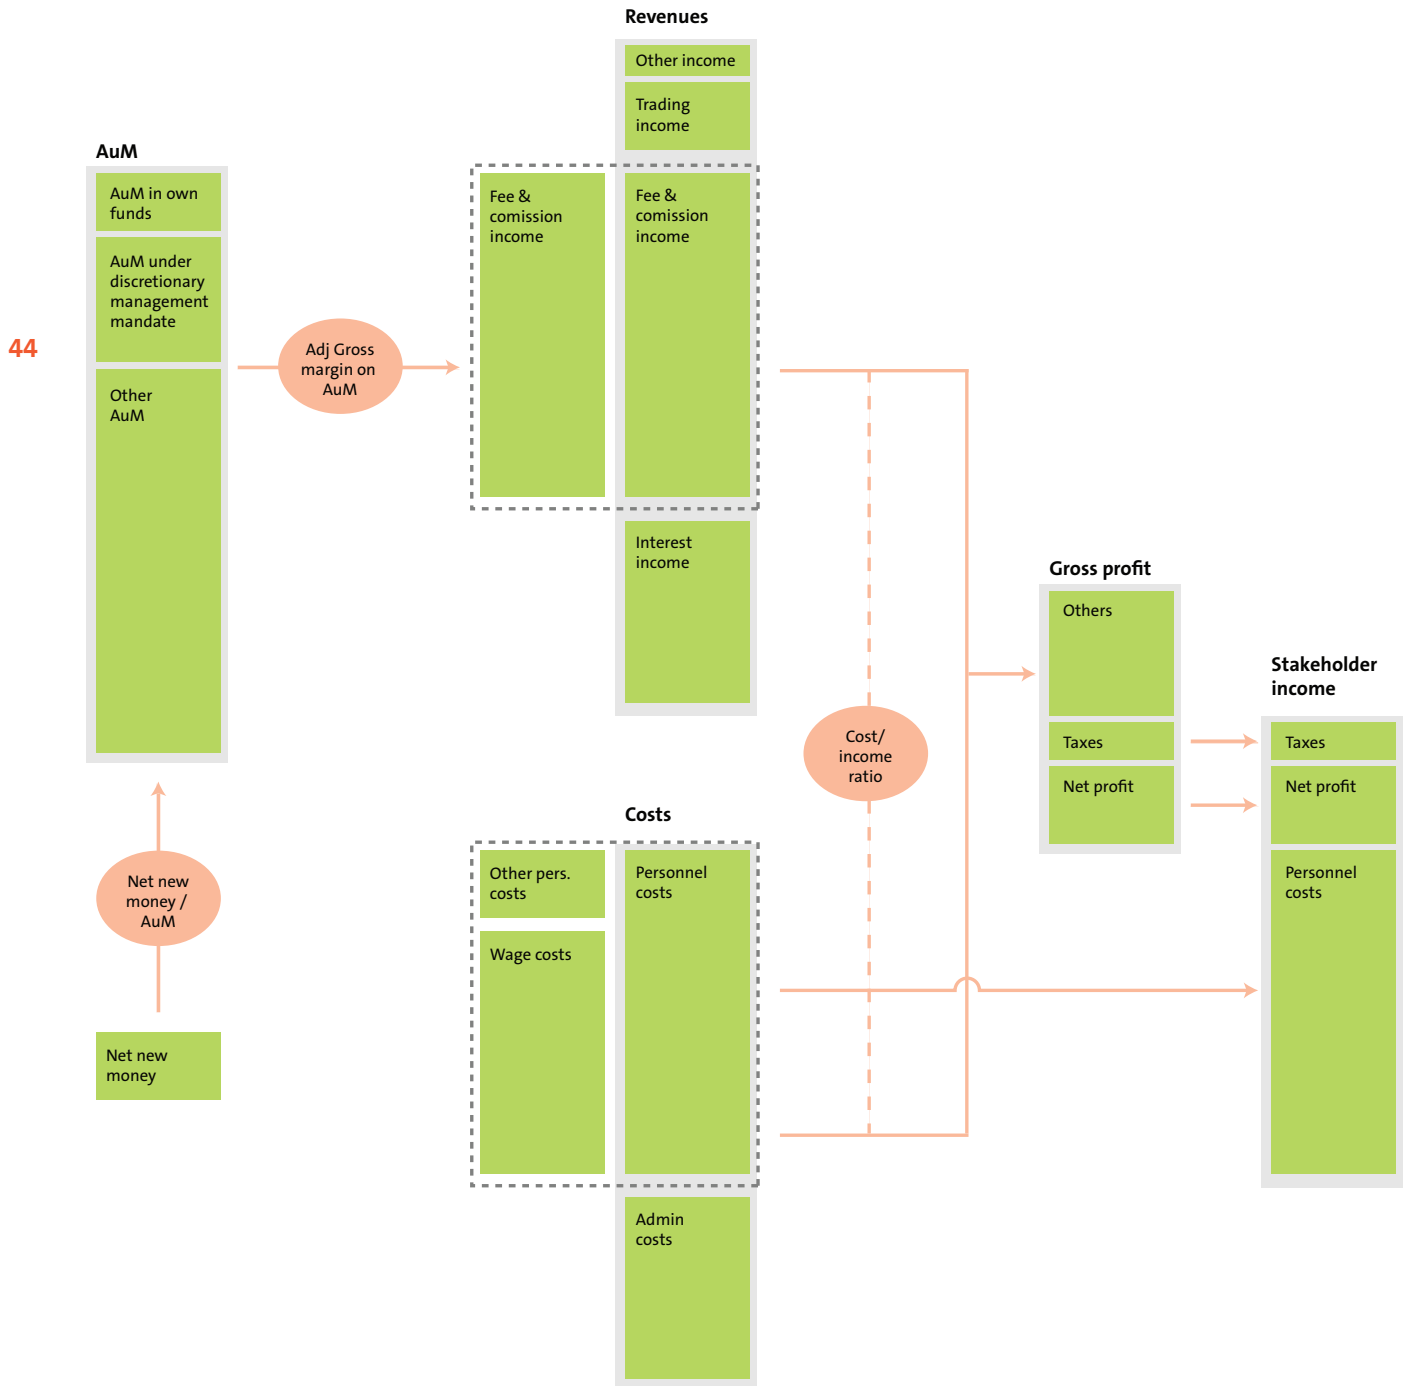 44
AuM
AuM in own
funds
AuM under
discretionary
management
mandate
Other
AuM
Net new
money /
AuM
Net new
money
Adj Gross
margin on
AuM
Revenues
Other income
Trading
income
Fee &
comission
income
Fee &
comission
income
Interest
income
Costs
Other pers.
costs
Wage costs
Personnel
costs
Admin
costs
Cost/
income
ratio
Gross profit
Others
Taxes
Net profit
Stakeholder
income
Taxes
Net profit
Personnel
costs